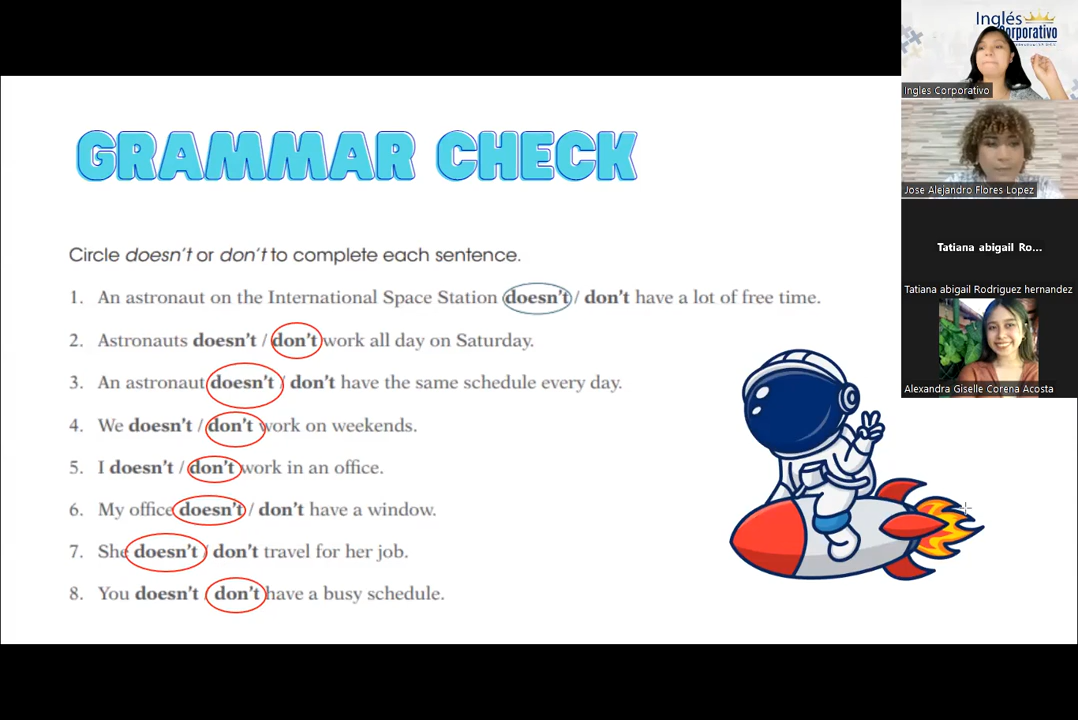 GRAMMAR CHECK
Circle doesn't or don't to complete each sentence.
1. An astronaut on the International Space Station doesn't / don't have a lot of free time.
2. Astronauts doesn't / don't work all day on Saturday.
3. An astronaut doesn't / don't have the same schedule every day.
4. We doesn't / don't work on weekends.
5. I doesn't / don't work in an office.
6. My office doesn't / don't have a window.
7. She doesn't / don't travel for her job.
8. You doesn't / don't have a busy schedule.
Inglés
Corporativo
Ingles Corporativo
Jose Alejandro Flores Lopez
Tatiana abigail Ro...
Tatiana abigail Rodriguez hernandez
Alexandra Giselle Corena Acosta